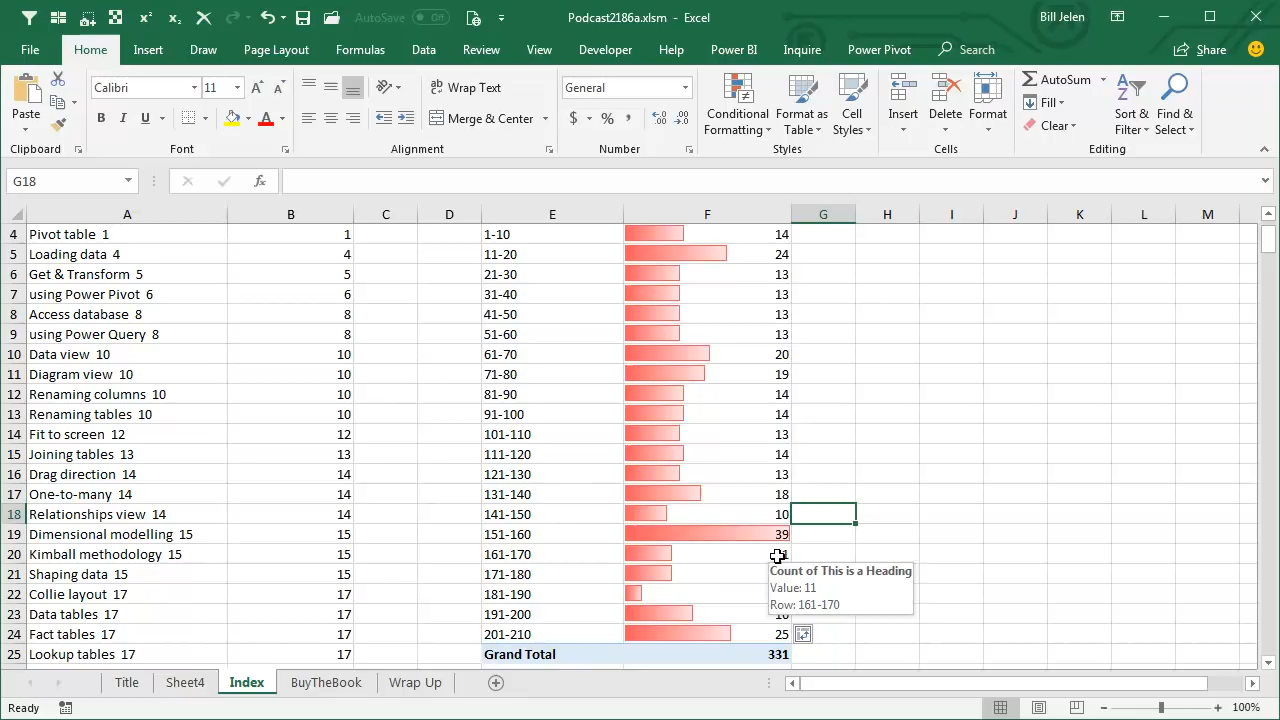 AutoSave Off
Podcast2186a.xlsm - Excel
Bill Jelen
File Home Insert Draw Page Layout Formulas Data Review View Developer Help Power BI Inquire Power Pivot Search Share
Paste
Calibri 11
B I U
Wrap Text
Merge & Center
General
$ % ,
Conditional Formatting
Format as Table
Cell Styles
Insert Delete Format
AutoSum
Fill
Clear
Sort & Filter
Find & Select
Clipboard Font Alignment Number Styles Cells Editing
G18 fx
A B C D E F G H I J K L M
4 Pivot table 1 1 1-10 14
5 Loading data 4 4 11-20 24
6 Get & Transform 5 5 21-30 13
7 using Power Pivot 6 6 31-40 13
8 Access database 8 8 41-50 13
9 using Power Query 8 8 51-60 13
10 Data view 10 10 61-70 20
11 Diagram view 10 10 71-80 19
12 Renaming columns 10 10 81-90 14
13 Renaming tables 10 10 91-100 14
14 Fit to screen 12 12 101-110 13
15 Joining tables 13 13 111-120 14
16 Drag direction 14 14 121-130 13
17 One-to-many 14 14 131-140 18
18 Relationships view 14 14 141-150 10
19 Dimensional modelling 15 15 151-160 39
20 Kimball methodology 15 15 161-170
21 Shaping data 15 15 171-180
22 Collie layout 17 17 181-190
23 Data tables 17 17 191-200
24 Fact tables 17 17 201-210 25
25 Lookup tables 17 17 Grand Total 331
Count of This is a Heading
Value: 11
Row: 161-170
Title Sheet4 Index BuyTheBook Wrap Up
Ready
100%